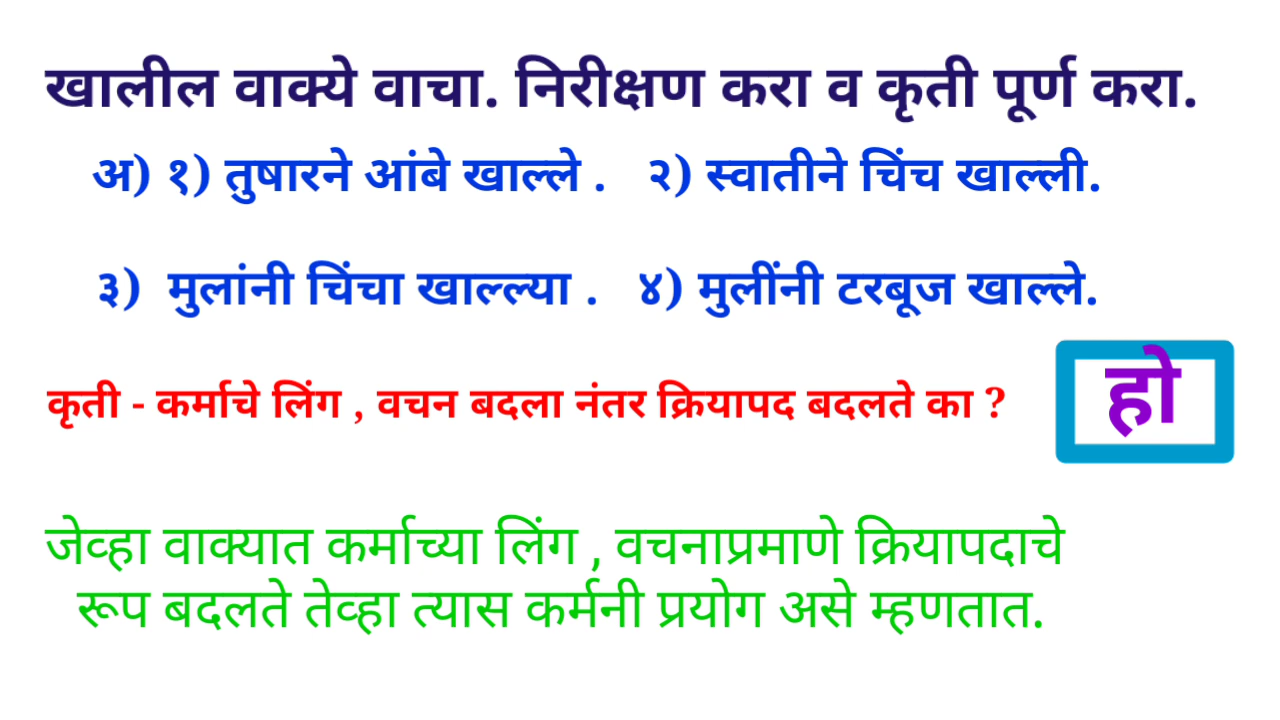 खालील वाक्ये वाचा. निरीक्षण करा व कृती पूर्ण करा.
अ) १) तुषारने आंबे खाल्ले . २) स्वातीने चिंच खाल्ली.
३) मुलांनी चिंचा खाल्ल्या . ४) मुलींनी टरबूज खाल्ले.
कृती - कर्माचे लिंग , वचन बदला नंतर क्रियापद बदलते का ?
हो
जेव्हा वाक्यात कर्माच्या लिंग , वचनाप्रमाणे क्रियापदाचे
रूप बदलते तेव्हा त्यास कर्मनी प्रयोग असे म्हणतात.